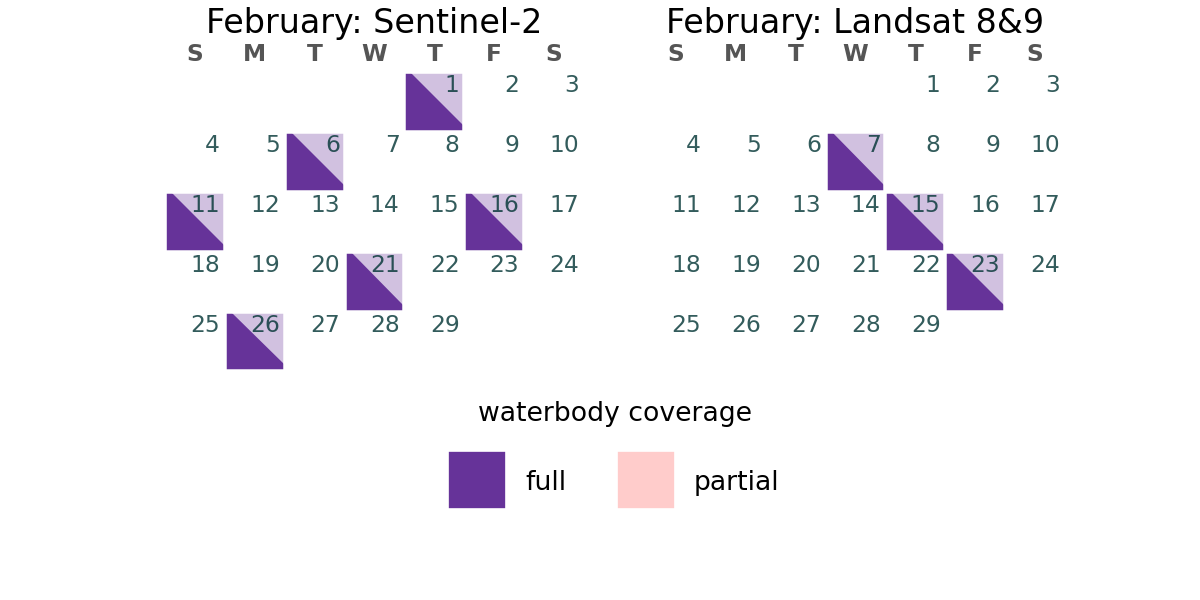 February: Sentinel-2
S M T W T F S
1 2 3
4 5 6 7 8 9 10
11 12 13 14 15 16 17
18 19 20 21 22 23 24
25 26 27 28 29
February: Landsat 8&9
S M T W T F S
1 2 3
4 5 6 7 8 9 10
11 12 13 14 15 16 17
18 19 20 21 22 23 24
25 26 27 28 29
waterbody coverage
full partial